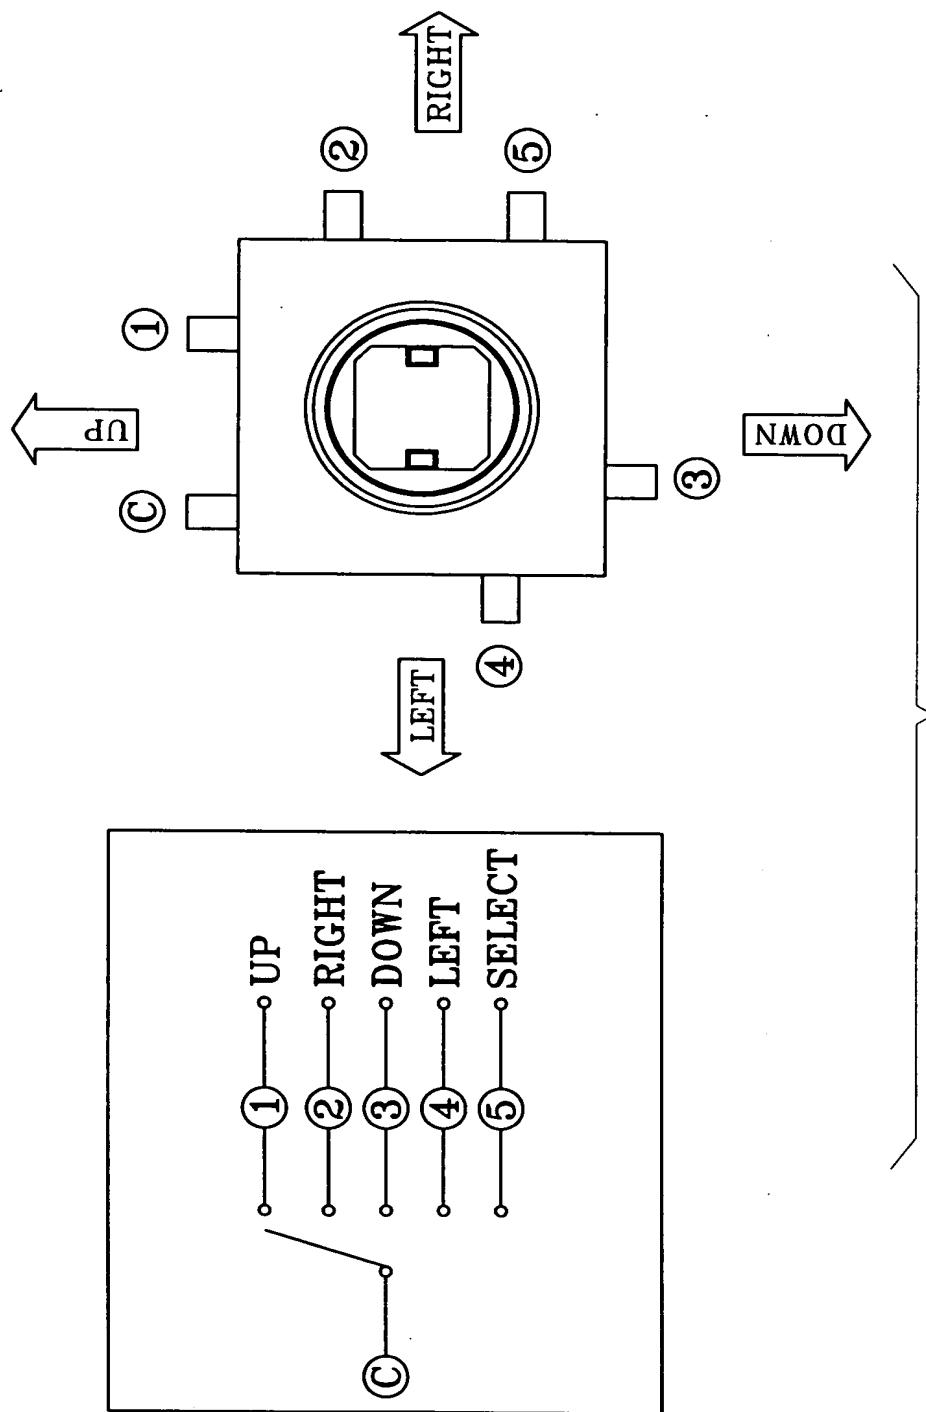 RIGHT
② ⑤
①
UP
DOWN
Ⓒ
③
④
LEFT
① UP
② RIGHT
③ DOWN
④ LEFT
⑤ SELECT
Ⓒ